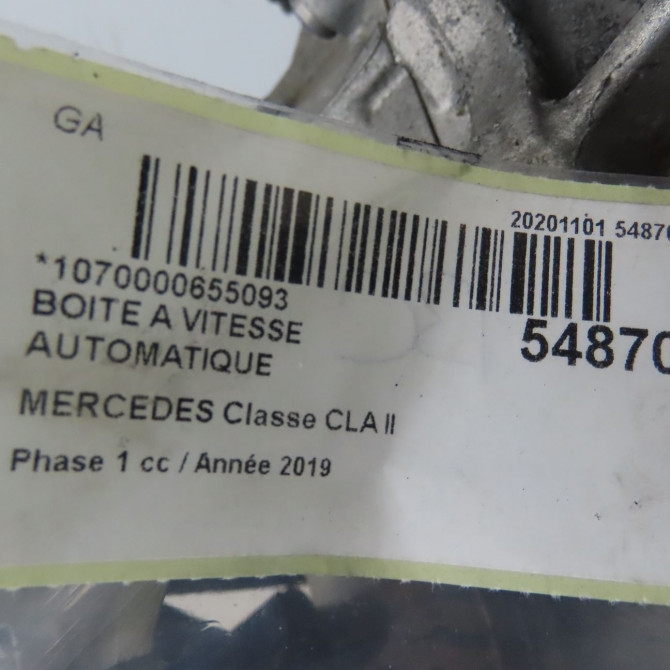 GA
20201101 5487
*1070000655093
5487
BOITE A VITESSE
AUTOMATIQUE
MERCEDES Classe CLA II
Phase 1 cc / Année 2019